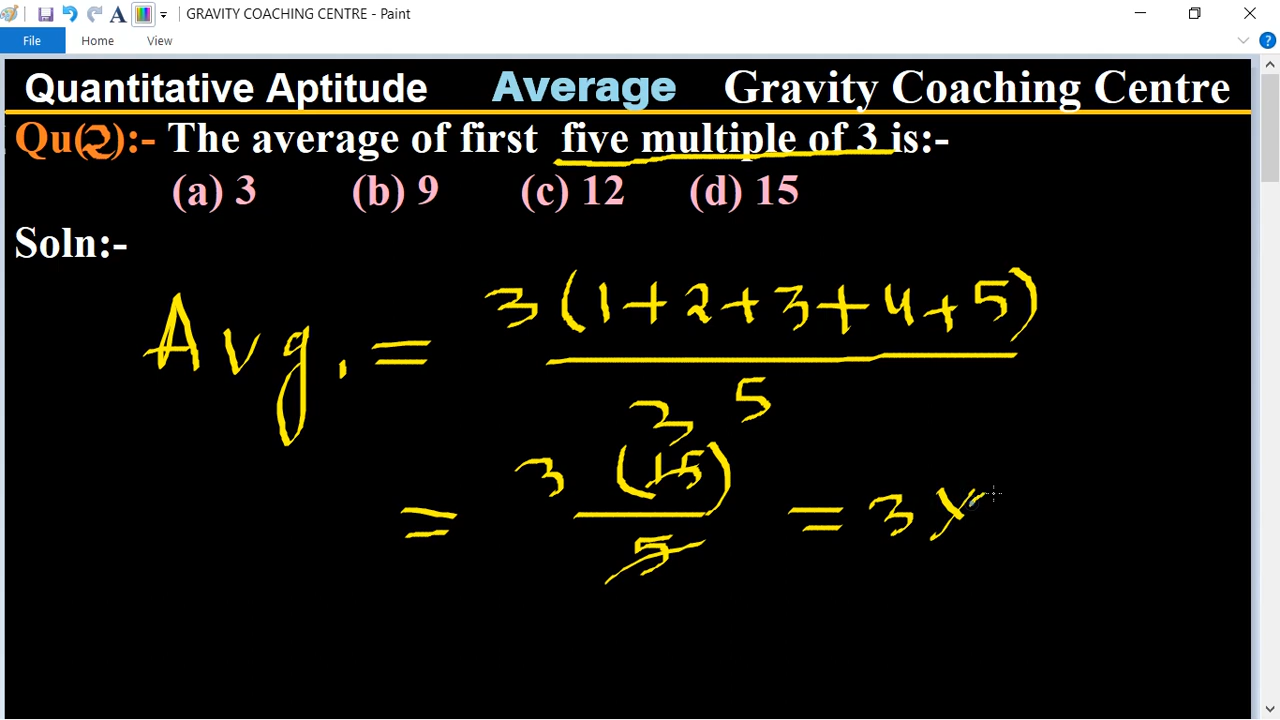 GRAVITY COACHING CENTRE - Paint
File Home View
Quantitative Aptitude Average Gravity Coaching Centre
Qu(2):- The average of first five multiple of 3 is:-
(a) 3 (b) 9 (c) 12 (d) 15
Soln:-
Avg. = 3(1+2+3+4+5)
5
3
= 3 (15) = 3 ×
5